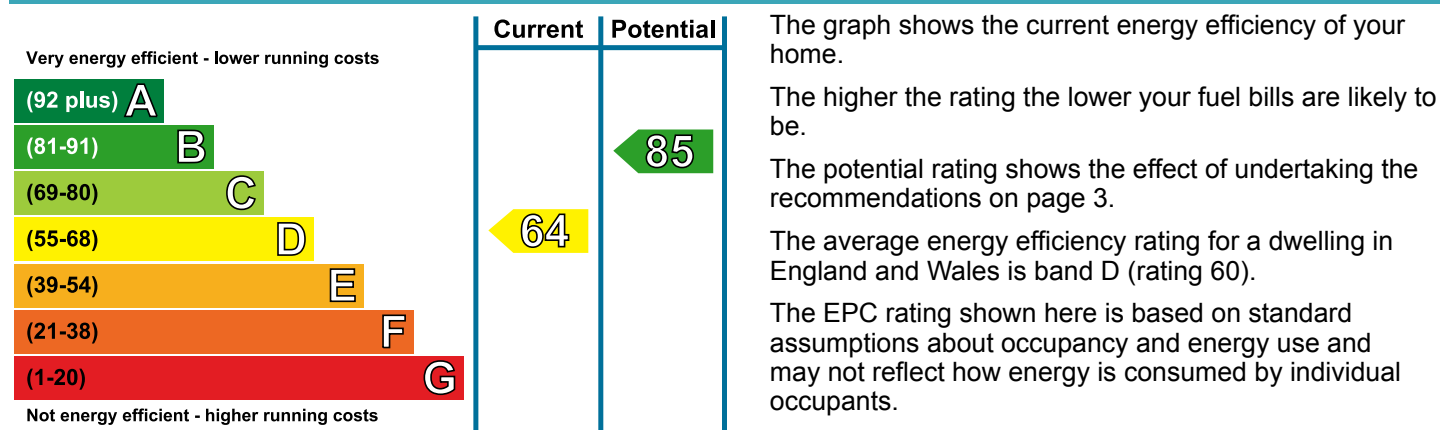 Current Potential
Very energy efficient - lower running costs
(92 plus) A
(81-91) B
85
(69-80) C
(55-68) D
64
(39-54) E
(21-38) F
(1-20) G
Not energy efficient - higher running costs
The graph shows the current energy efficiency of your
home.
The higher the rating the lower your fuel bills are likely to
be.
The potential rating shows the effect of undertaking the
recommendations on page 3.
The average energy efficiency rating for a dwelling in
England and Wales is band D (rating 60).
The EPC rating shown here is based on standard
assumptions about occupancy and energy use and
may not reflect how energy is consumed by individual
occupants.